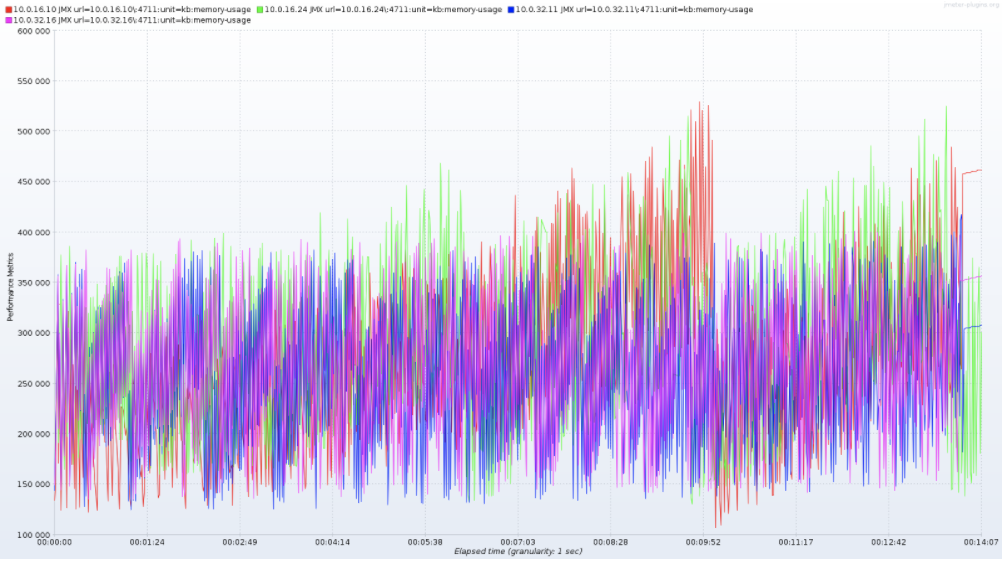 jmeter-plugins.org
10.0.16.10 JMX url=10.0.16.10\:4711:unit=kb:memory-usage 10.0.16.24 JMX url=10.0.16.24\:4711:unit=kb:memory-usage 10.0.32.11 JMX url=10.0.32.11\:4711:unit=kb:memory-usage
10.0.32.16 JMX url=10.0.32.16\:4711:unit=kb:memory-usage
600 000
550 000
500 000
450 000
400 000
350 000
300 000
250 000
200 000
150 000
100 000
Performance Metrics
00:00:00 00:01:24 00:02:49 00:04:14 00:05:38 00:07:03 00:08:28 00:09:52 00:11:17 00:12:42 00:14:07
Elapsed time (granularity: 1 sec)